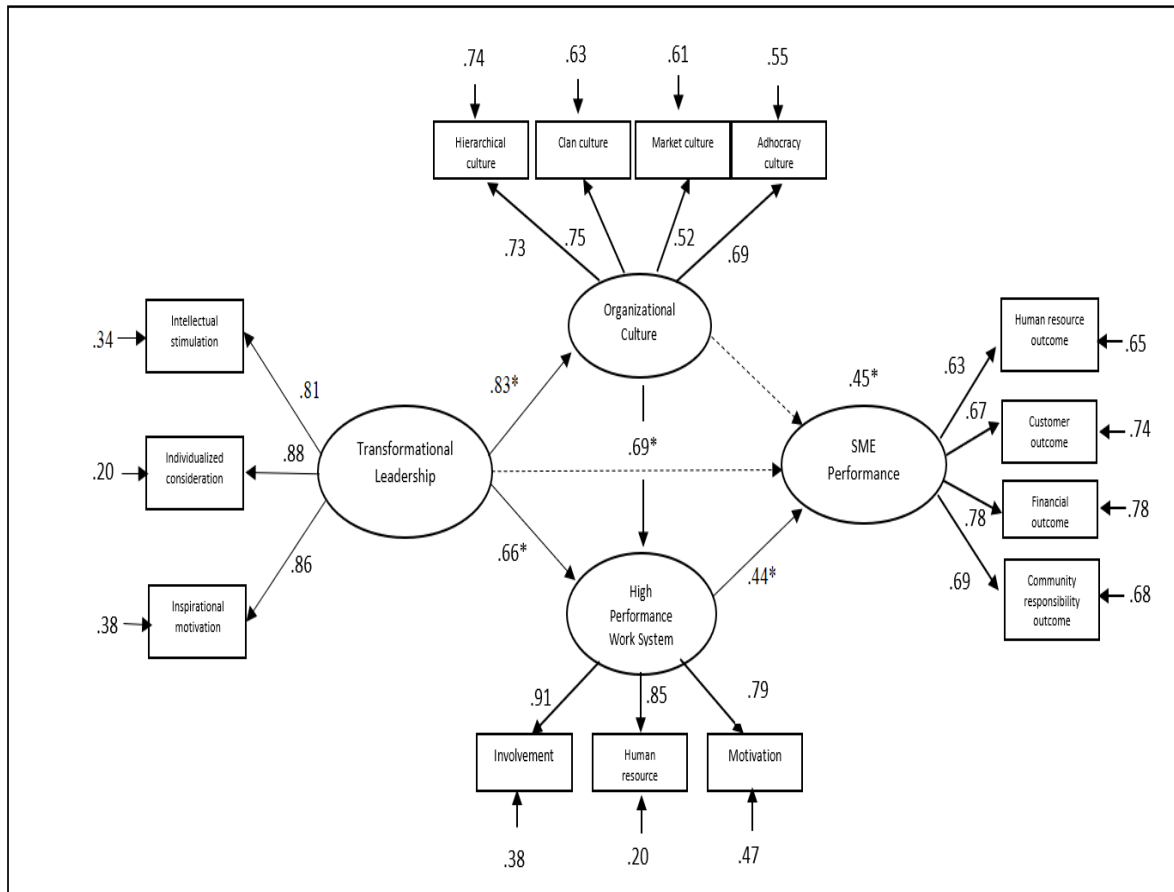 .74
.63
.61
.55
Hierarchical
culture
Clan culture
Market culture
Adhocracy
culture
.73
.75
.52
.69
Organizational
Culture
Intellectual
stimulation
.34
.81
.83*
.45*
Human resource
outcome
.65
.63
Individualized
consideration
.20
.88
Transformational
Leadership
.69*
SME
Performance
.67
Customer
outcome
.74
.78
Financial
outcome
.78
Inspirational
motivation
.38
.86
.66*
.44*
.69
Community
responsibility
outcome
.68
High
Performance
Work System
.91
.85
.79
Involvement
Human
resource
Motivation
.38
.20
.47